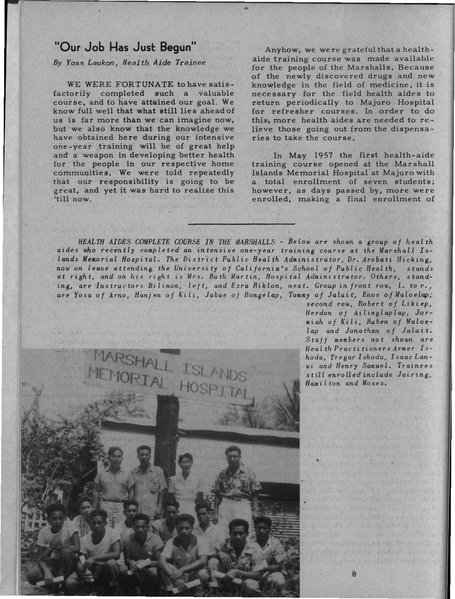 "Our Job Has Just Begun"
By Yosa Laukon, Health Aide Trainee
WE WERE FORTUNATE to have satis-
factorily completed such a valuable
course, and to have attained our goal. We
know full well that what still lies ahead of
us is far more than we can imagine now,
but we also know that the knowledge we
have obtained here during our intensive
one-year training will be of great help
and a weapon in developing better health
for the people in our respective home
communities. We were told repeatedly
that our responsibility is going to be
great, and yet it was hard to realize this
'till now.
Anyhow, we were grateful that a health-
aide training course was made available
for the people of the Marshalls. Because
of the newly discovered drugs and new
knowledge in the field of medicine, it is
necessary for the field health aides to
return periodically to Majuro Hospital
for refresher courses. In order to do
this, more health aides are needed to re-
lieve those going out from the dispensa-
ries to take the course.
In May 1957 the first health-aide
training course opened at the Marshall
Islands Memorial Hospital at Majuro with
a total enrollment of seven students;
however, as days passed by, more were
enrolled, making a final enrollment of
HEALTH AIDES COMPLETE COURSE IN THE MARSHALLS - Below are shown a group of health
aides who recently completed an intensive one-year training course at the Marshall Is-
lands Memorial Hospital. The District Public Health Administrator, Dr. Arobati Hicking,
now on leave attending the University of California's School of Public Health, stands
at right, and on his right is Mrs. Ruth Martin, Hospital Administrator. Others, stand-
ing, are Instructors Bilinon, left, and Ezra Riklon, next. Group in front row, l. to r.,
are Yosa of Arno, Hanjen of Kili, Jabue of Rongelap, Tommy of Jaluit, Enos of Maloelap;
second row, Robert of Likiep,
Herdon of Ailinglaplap, Jor-
miah of Kili, Ruben of Maloe-
lap and Jonathan of Jaluit.
Staff members not shown are
Health Practitioners Armer Is-
hoda, Tregar Ishoda, Isaac Lan-
wi and Henry Samuel. Trainees
still enrolled include Jairing,
Hamilton and Moses.
MARSHALL ISLANDS
MEMORIAL HOSPITAL
8